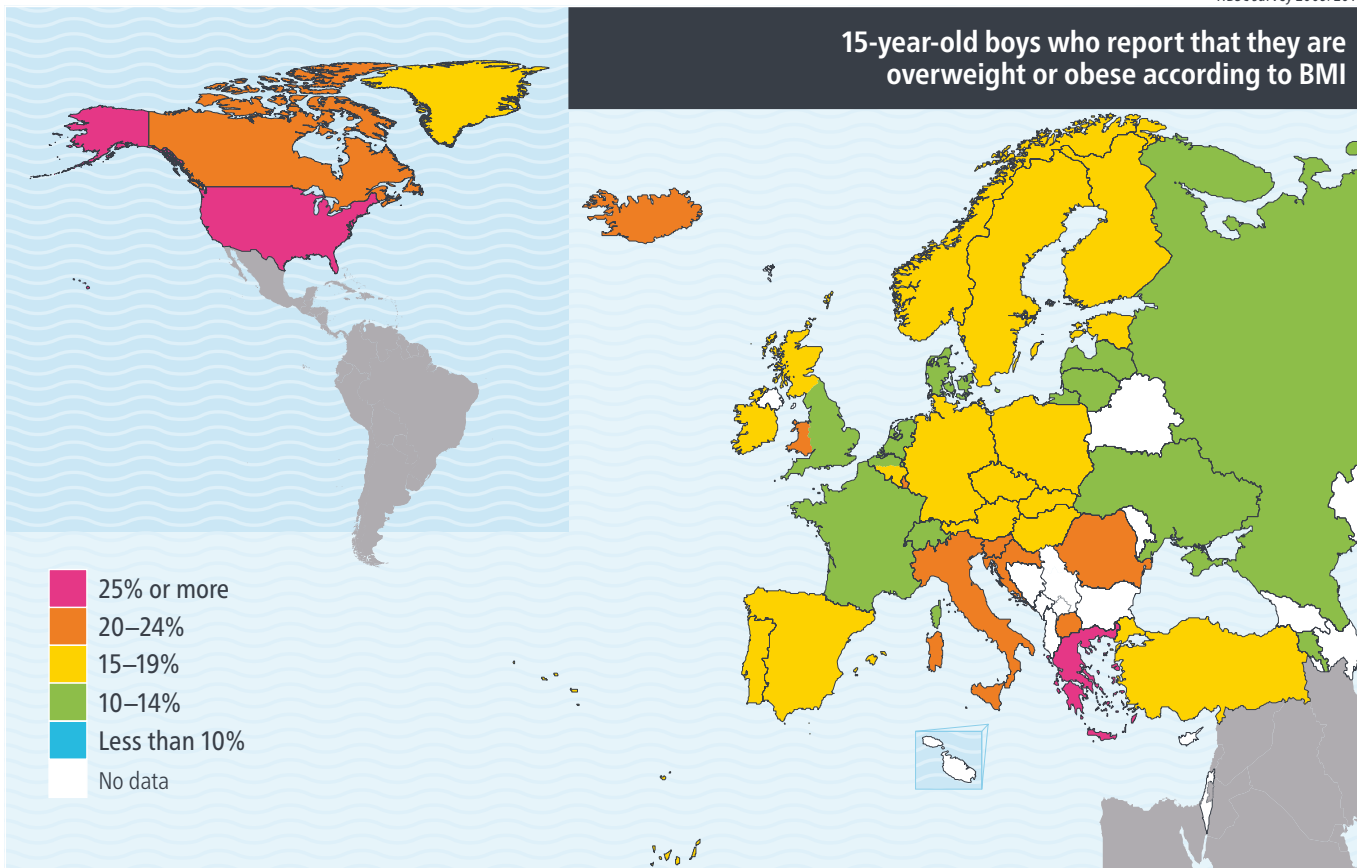 15-year-old boys who report that they are
overweight or obese according to BMI
25% or more
20–24%
15–19%
10–14%
Less than 10%
No data